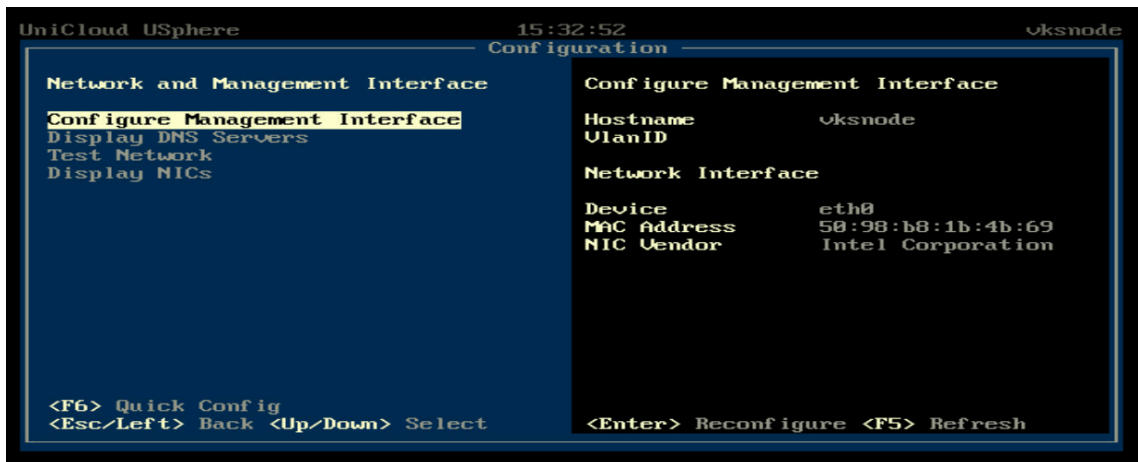 UniCloud USphere 15:32:52 vksnode
Configuration
Network and Management Interface
Configure Management Interface
Display DNS Servers
Test Network
Display NICs
<F6> Quick Config
<Esc/Left> Back <Up/Down> Select
Configure Management Interface
Hostname vksnode
VlanID
Network Interface
Device eth0
MAC Address 50:98:b8:1b:4b:69
NIC Vendor Intel Corporation
<Enter> Reconfigure <F5> Refresh